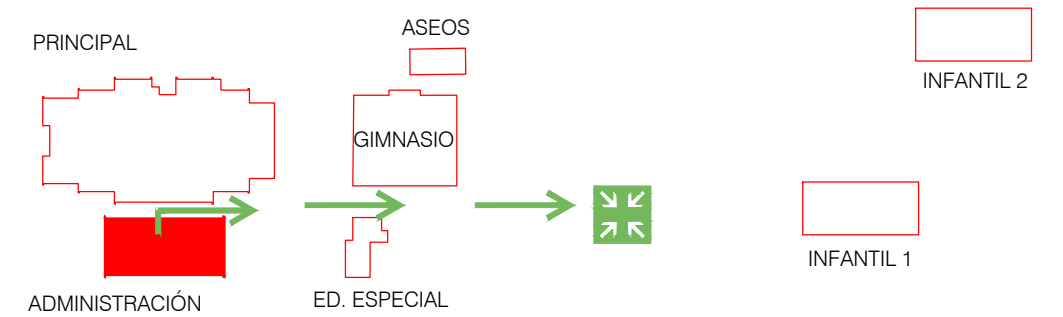 ASEOS
PRINCIPAL
INFANTIL 2
GIMNASIO
INFANTIL 1
ADMINISTRACIÓN
ED. ESPECIAL